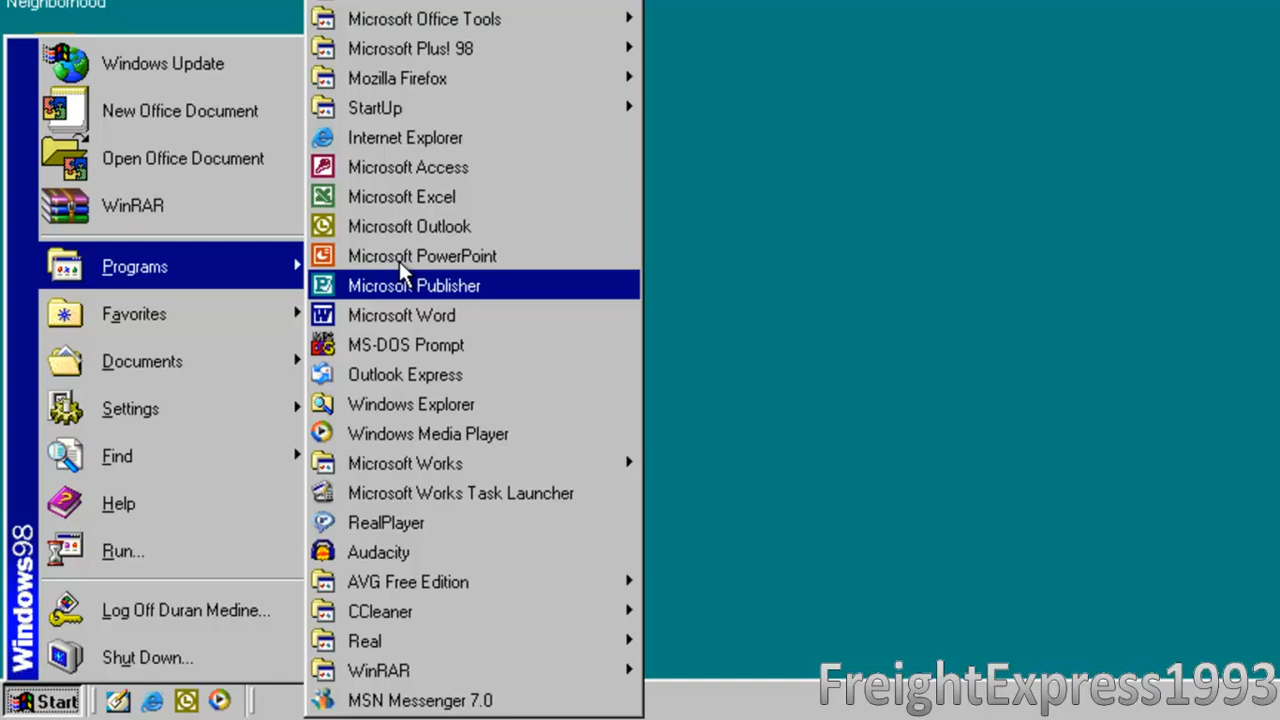 Neighborhood
Windows Update
New Office Document
Open Office Document
WinRAR
Programs
Favorites
Documents
Settings
Find
Help
Run...
Log Off Duran Medine...
Shut Down...
Windows98
Start
Microsoft Office Tools
Microsoft Plus! 98
Mozilla Firefox
StartUp
Internet Explorer
Microsoft Access
Microsoft Excel
Microsoft Outlook
Microsoft PowerPoint
Microsoft Publisher
Microsoft Word
MS-DOS Prompt
Outlook Express
Windows Explorer
Windows Media Player
Microsoft Works
Microsoft Works Task Launcher
RealPlayer
Audacity
AVG Free Edition
CCleaner
Real
WinRAR
MSN Messenger 7.0
FreightExpress1993